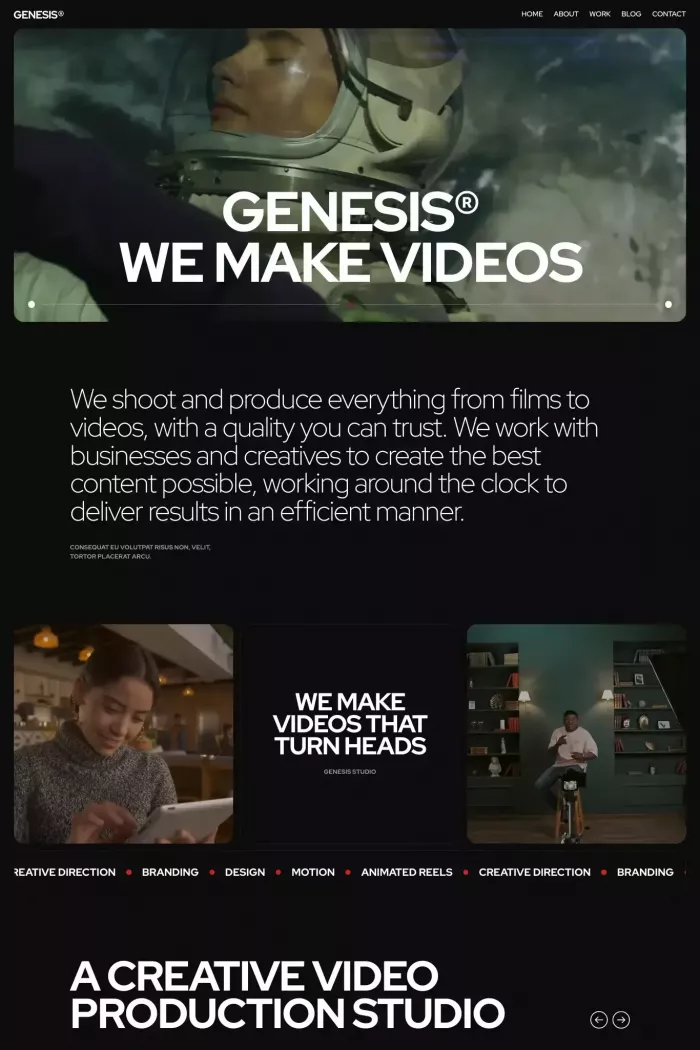 GENESIS®
HOME ABOUT WORK BLOG CONTACT
GENESIS®
WE MAKE VIDEOS
We shoot and produce everything from films to
videos, with a quality you can trust. We work with
businesses and creatives to create the best
content possible, working around the clock to
deliver results in an efficient manner.
CONSEQUAT EU VOLUTPAT RISUS NON, VELIT,
TORTOR PLACERAT ARCU.
WE MAKE
VIDEOS THAT
TURN HEADS
GENESIS STUDIO
REATIVE DIRECTION • BRANDING • DESIGN • MOTION • ANIMATED REELS • CREATIVE DIRECTION • BRANDING
A CREATIVE VIDEO
PRODUCTION STUDIO